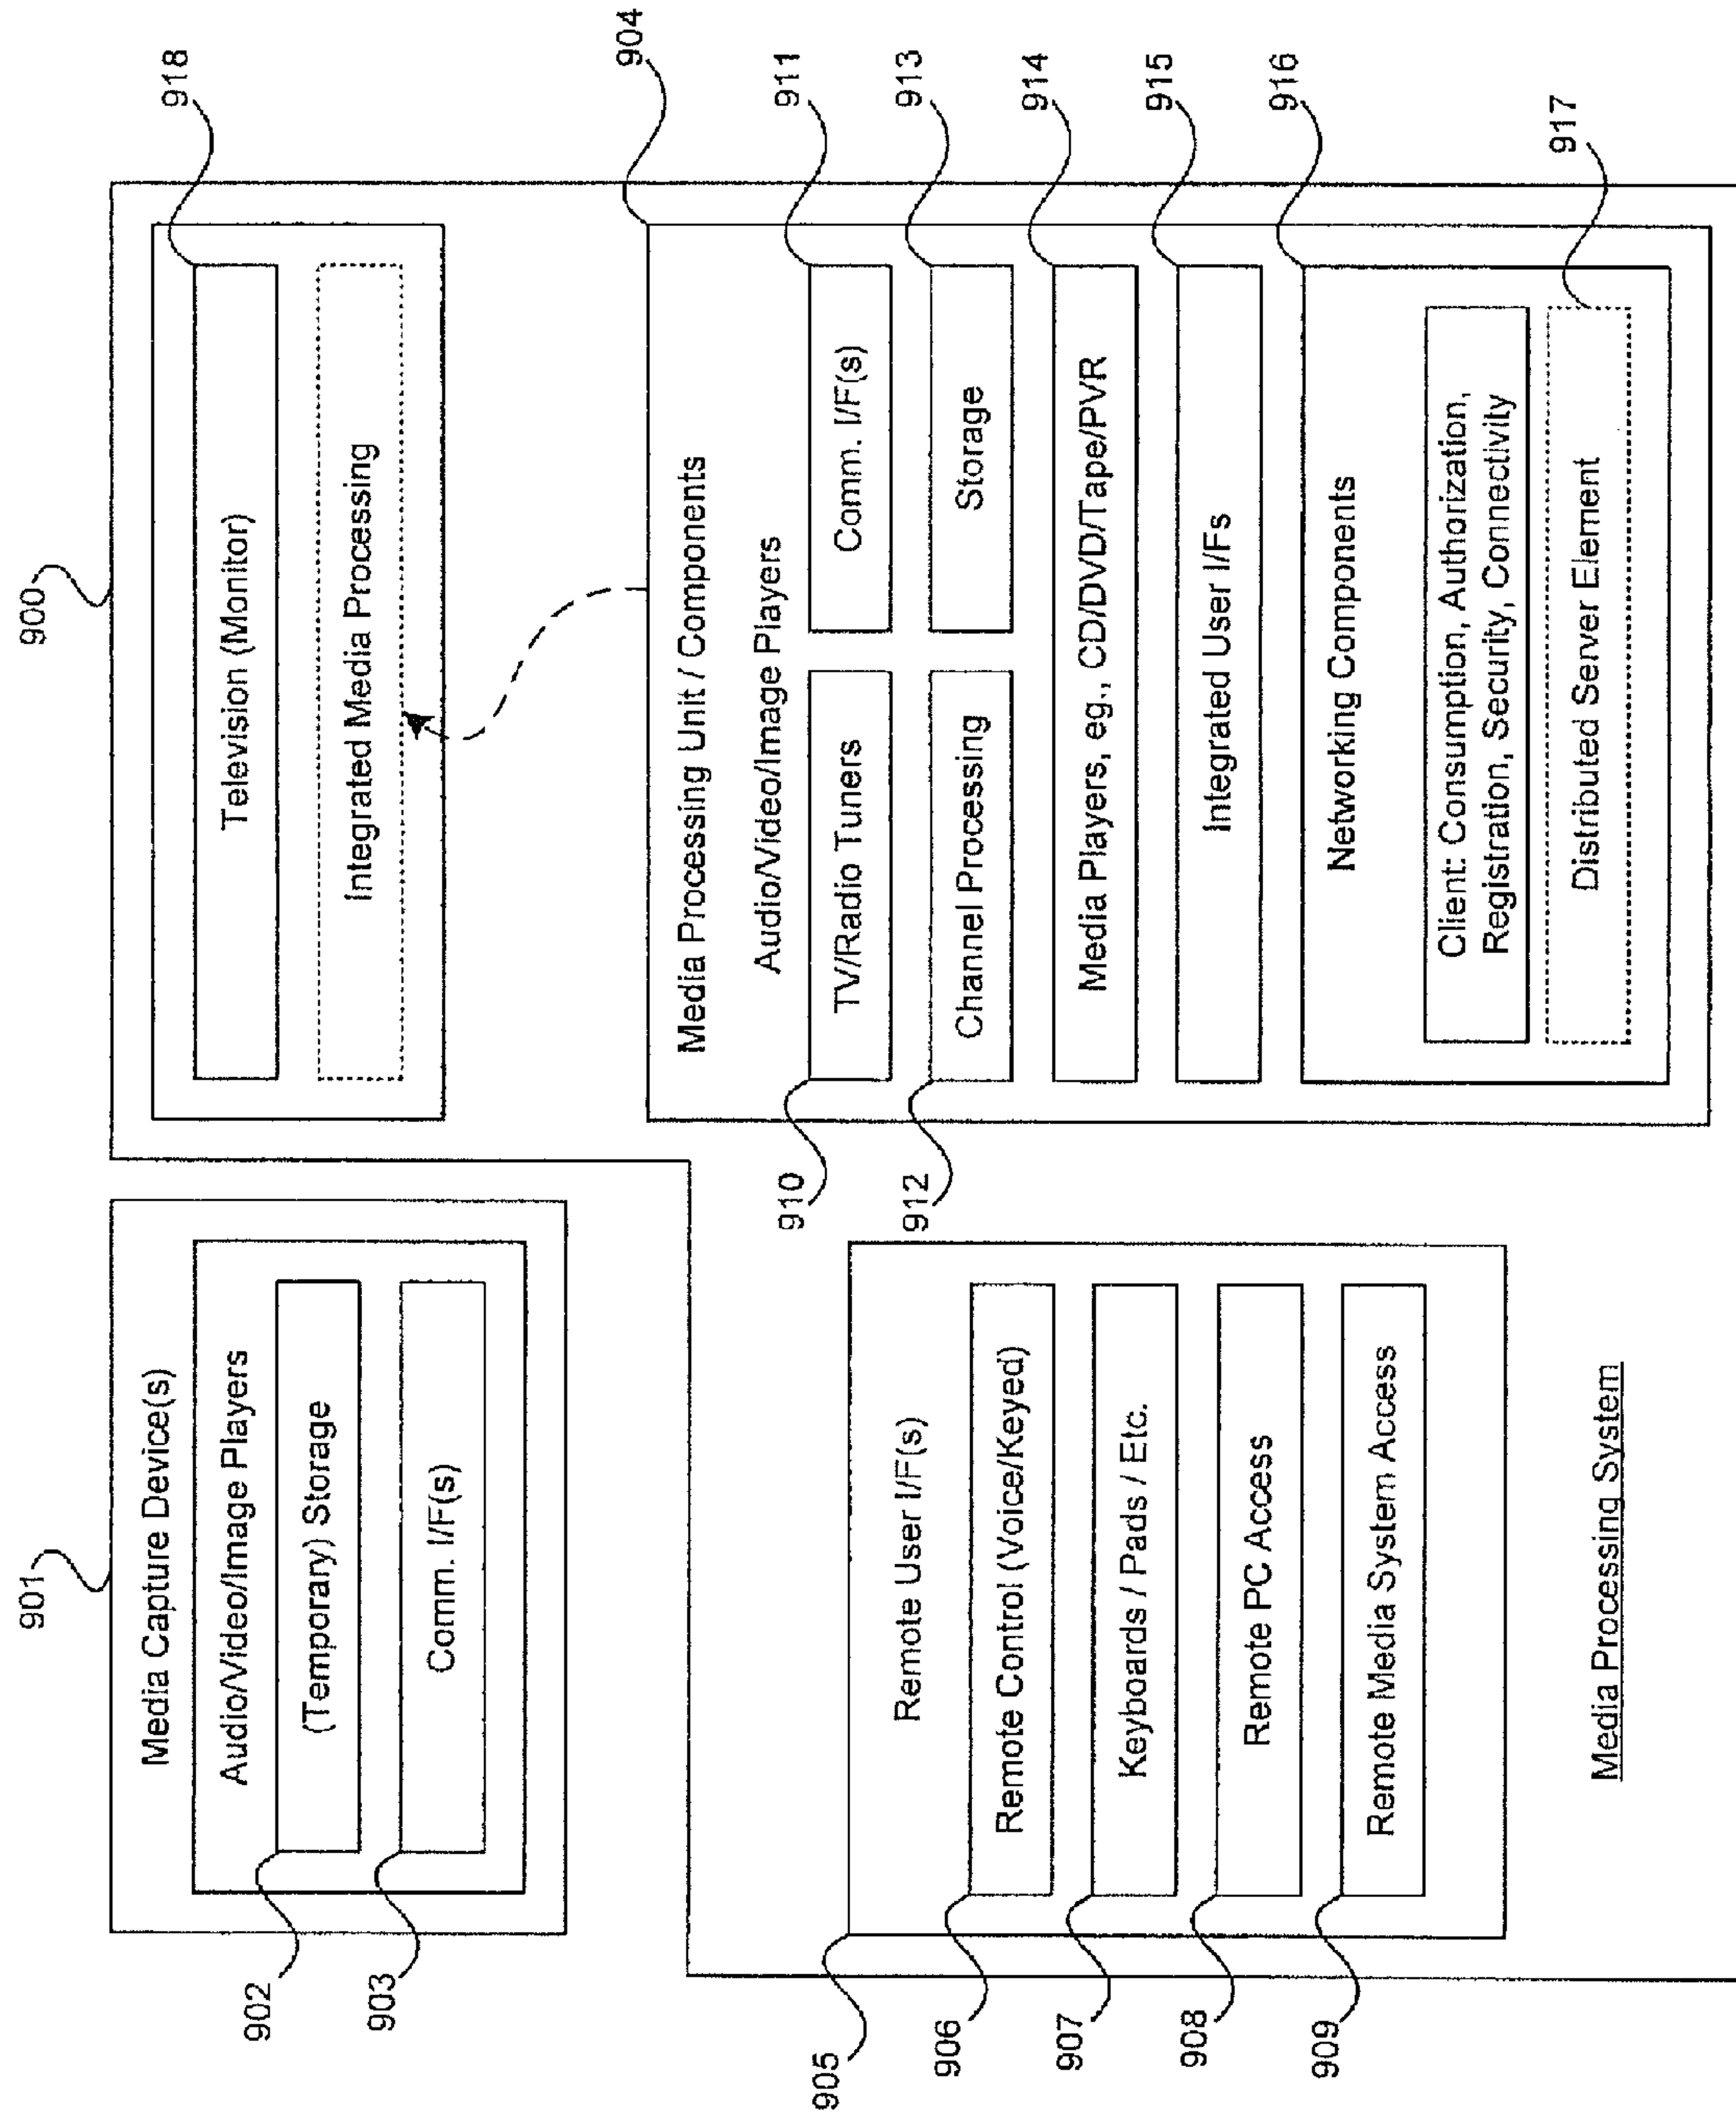 901
Media Capture Device(s)
Audio/Video/Image Players
(Temporary) Storage
Comm. I/F(s)
902
903
900
Television (Monitor)
918
Integrated Media Processing
904
Media Processing Unit / Components
Audio/Video/Image Players
TV/Radio Tuners
910
Comm. I/F(s)
911
Channel Processing
912
Storage
913
Media Players, eg., CD/DVD/Tape/PVR
914
Integrated User I/Fs
915
Networking Components
916
Client: Consumption, Authorization,
Registration, Security, Connectivity
Distributed Server Element
917
905
Remote User I/F(s)
906
Remote Control (Voice/Keyed)
907
Keyboards / Pads / Etc.
908
Remote PC Access
909
Remote Media System Access
Media Processing System